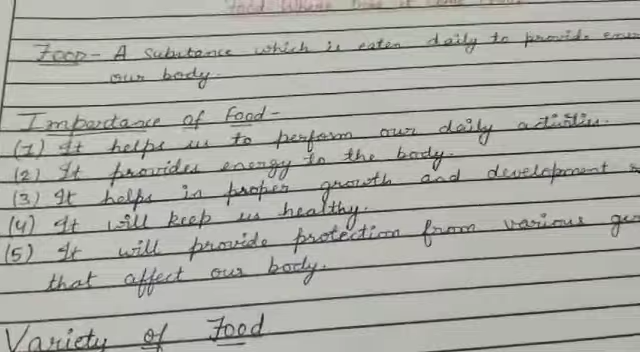 Food - A substance which is eaten daily to provide
our body.
Importance of Food -
(1) It helps us to perform our daily activities.
(2) It provides energy to the body.
(3) It helps in proper growth and development
(4) It will keep us healthy.
(5) It will provide protection from various
that affect our body.
Variety of Food